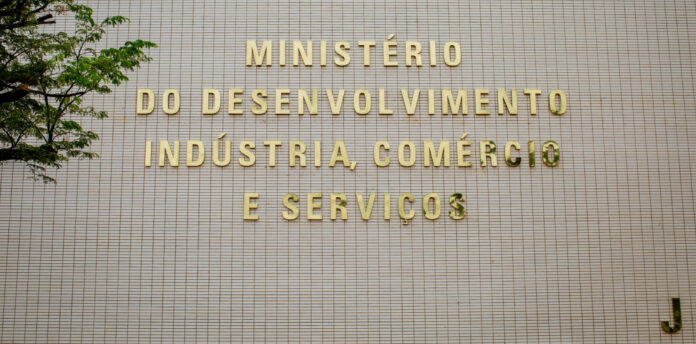 MINISTÉRIO
DO DESENVOLVIMENTO
INDÚSTRIA, COMÉRCIO
E SERVIÇOS
J